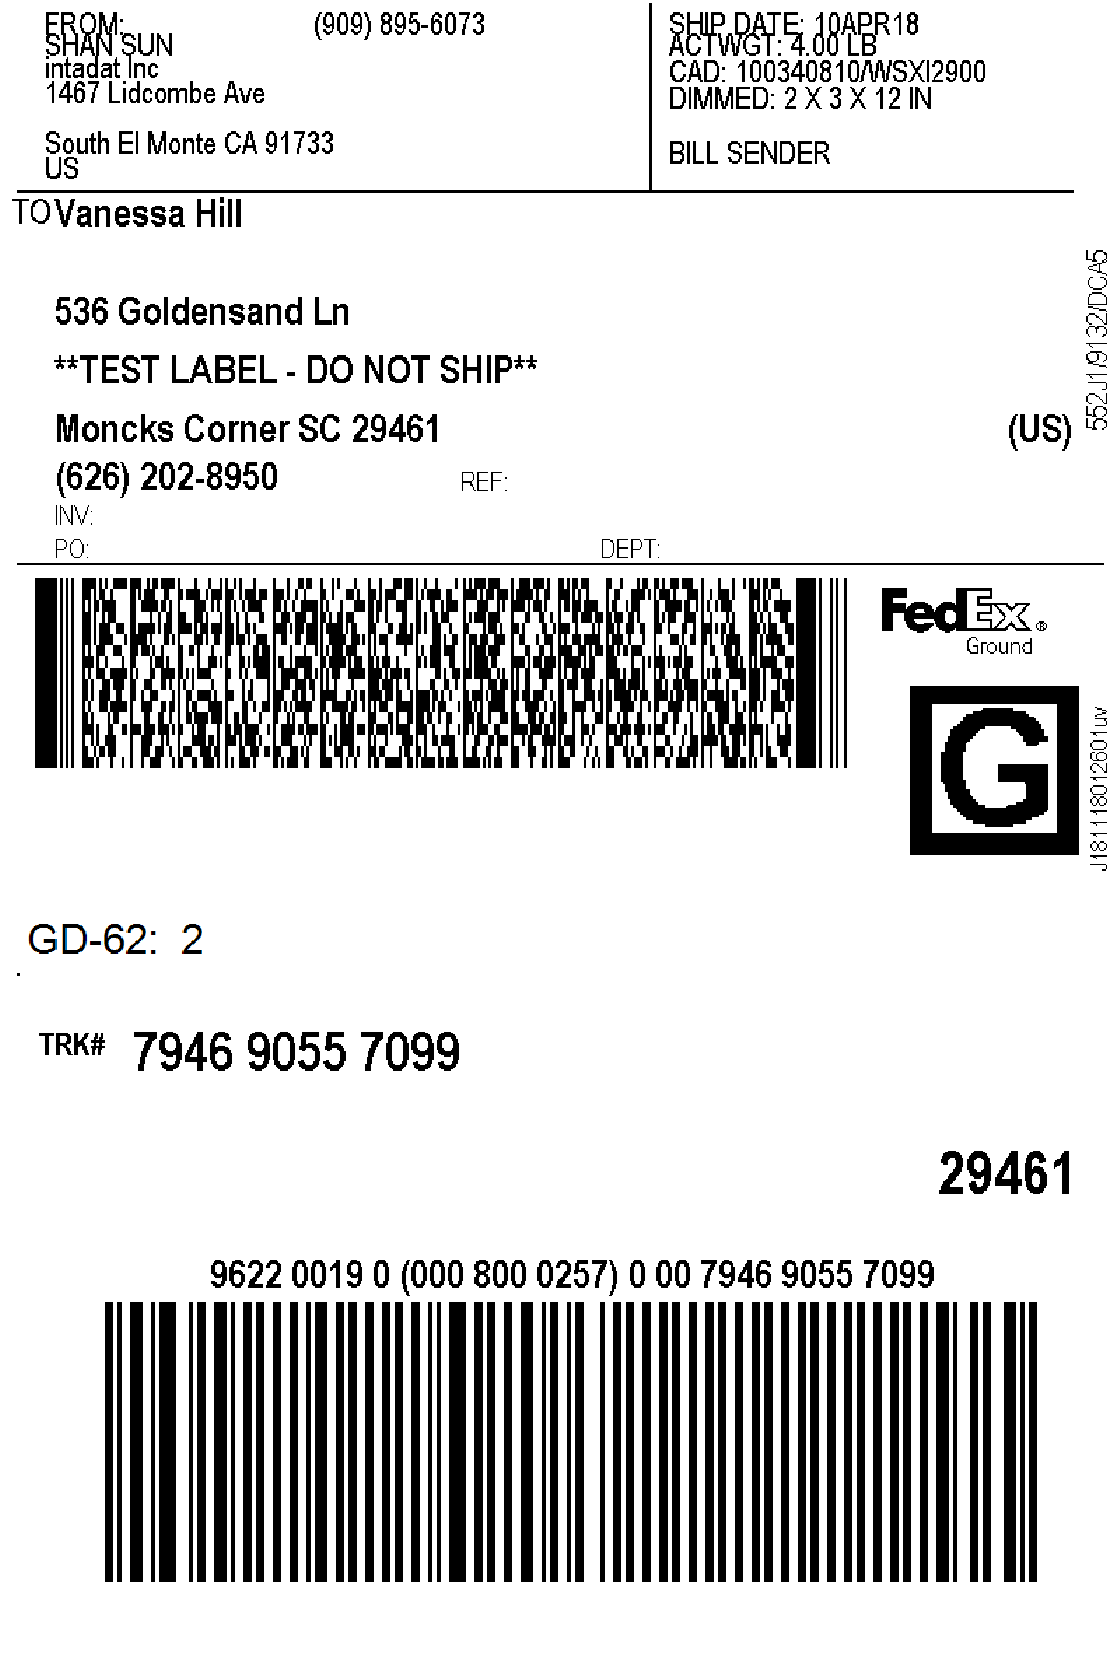 FROM: (909) 895-6073
SHAN SUN
intadat Inc
1467 Lidcombe Ave
South El Monte CA 91733
US
SHIP DATE: 10APR18
ACTWGT: 4.00 LB
CAD: 100340810/WSXI2900
DIMMED: 2 X 3 X 12 IN
BILL SENDER
TO Vanessa Hill
536 Goldensand Ln
**TEST LABEL - DO NOT SHIP**
Moncks Corner SC 29461 (US)
(626) 202-8950 REF:
INV:
PO: DEPT:
552J1/9132/DCA5
FedEx®
Ground
G
J181118012601uv
GD-62: 2
.
TRK# 7946 9055 7099
29461
9622 0019 0 (000 800 0257) 0 00 7946 9055 7099